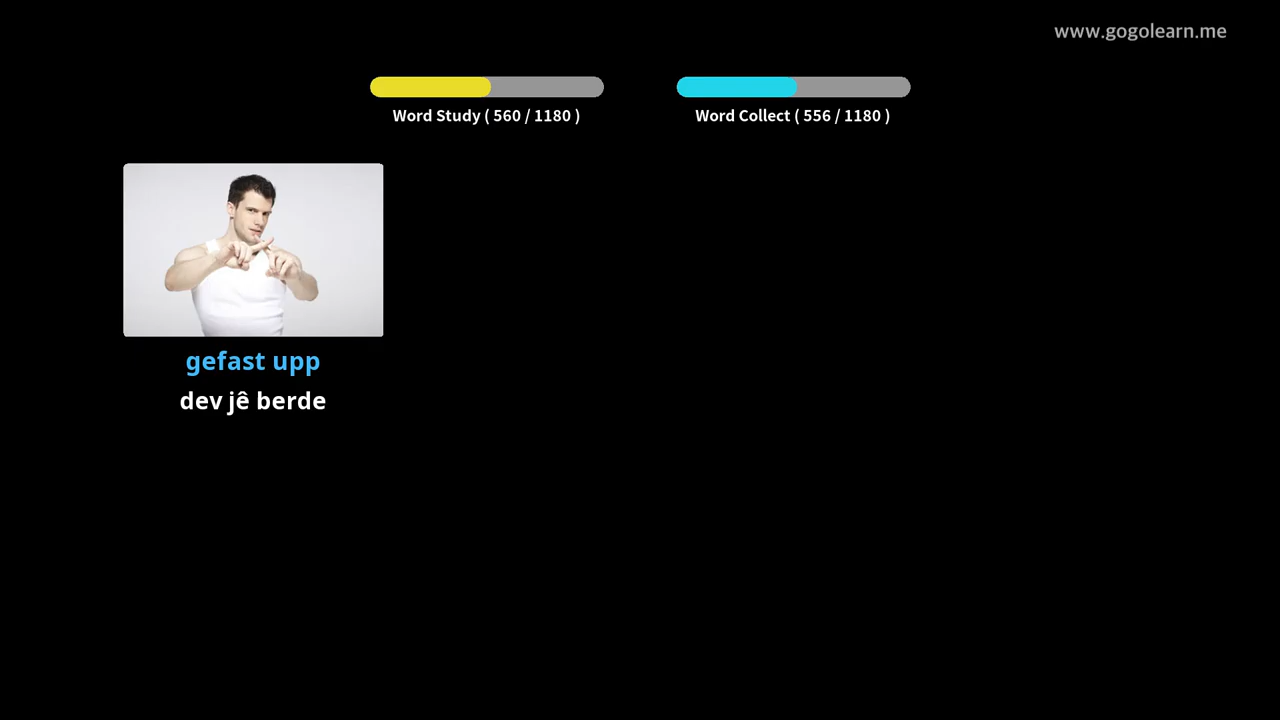 www.gogolearn.me
Word Study ( 560 / 1180 )
Word Collect ( 556 / 1180 )
gefast upp
dev jê berde